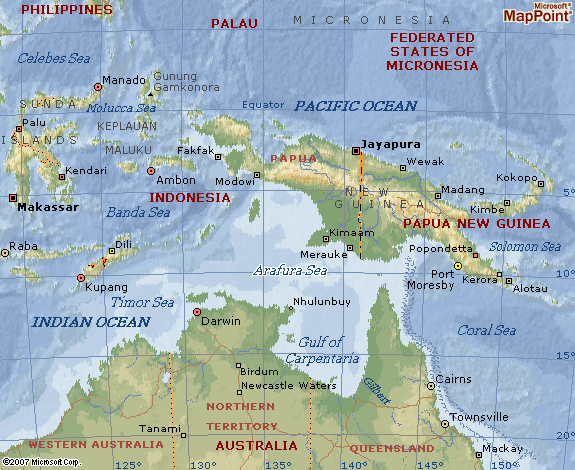 PHILIPPINES
PALAU
MICRONESIA
Microsoft®
MapPoint®
FEDERATED
STATES OF
MICRONESIA
Celebes Sea
Manado
Gunung
Gamkonora
SUNDA
Molucca Sea
Equator
PACIFIC OCEAN
Palu
KEPLAUAN
ISLANDS
MALUKU
Fakfak
PAPUA
Jayapura
Wewak
Kendari
Ambon
Modowi
Madang
Kokopo
5°
Makassar
INDONESIA
NEW
GUINEA
Kimbe
Banda Sea
PAPUA NEW GUINEA
Raba
Dili
Kimaam
Merauke
Popondetta
Solomon Sea
Arafura Sea
Port
Moresby
Kerora
10°
Kupang
Alotau
Timor Sea
Nhulunbuy
INDIAN OCEAN
Darwin
Gulf of
Carpentaria
Coral Sea
15°
Birdum
Newcastle Waters
Gilbert
Cairns
NORTHERN
TERRITORY
Tanami
Townsville
WESTERN AUSTRALIA
AUSTRALIA
QUEENSLAND
Mackay
©2007 Microsoft Corp.
125°
130°
135°
140°
145°
150°